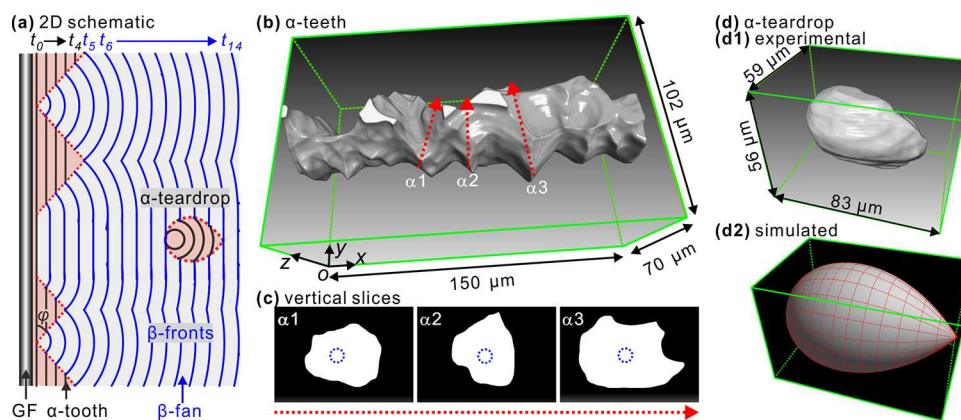 (a) 2D schematic
t0 t4 t5 t6 t14
α-teardrop
φ
β-fronts
GF α-tooth β-fan
(b) α-teeth
α1 α2 α3
102 μm
70 μm
150 μm
z y x o
(c) vertical slices
α1 α2 α3
(d) α-teardrop
(d1) experimental
59 μm
56 μm
83 μm
(d2) simulated